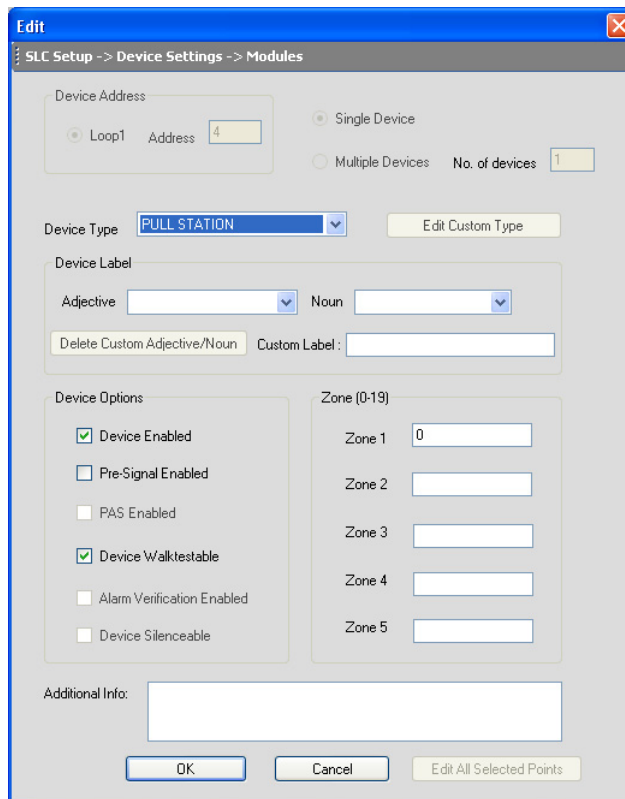 Edit
SLC Setup -> Device Settings -> Modules
Device Address
Loop1 Address 4
Single Device
Multiple Devices No. of devices 1
Device Type PULL STATION Edit Custom Type
Device Label
Adjective Noun
Delete Custom Adjective/Noun Custom Label :
Device Options
Device Enabled
Pre-Signal Enabled
PAS Enabled
Device Walktestable
Alarm Verification Enabled
Device Silenceable
Zone (0-19)
Zone 1 0
Zone 2
Zone 3
Zone 4
Zone 5
Additional Info:
OK Cancel Edit All Selected Points